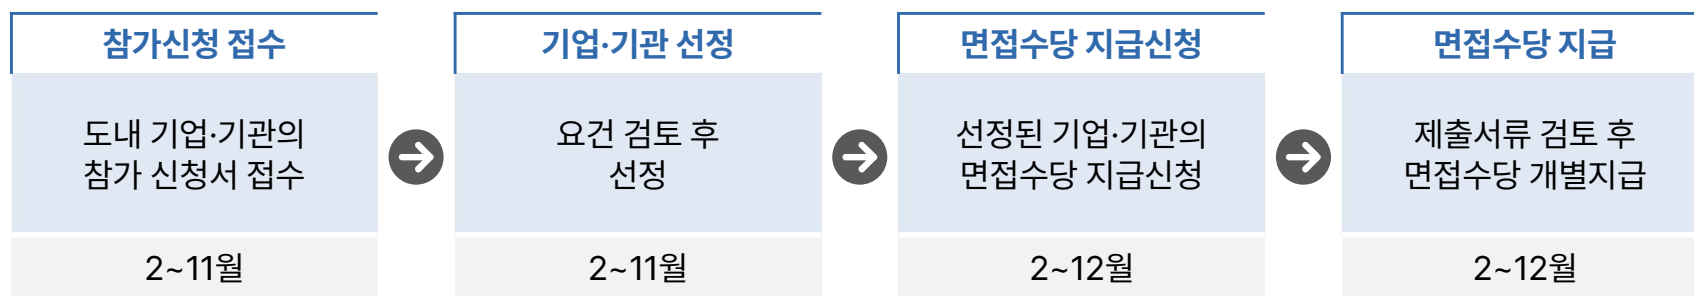 참가신청 접수
도내 기업·기관의
참가 신청서 접수
2~11월
기업·기관 선정
요건 검토 후
선정
2~11월
면접수당 지급신청
선정된 기업·기관의
면접수당 지급신청
2~12월
면접수당 지급
제출서류 검토 후
면접수당 개별지급
2~12월